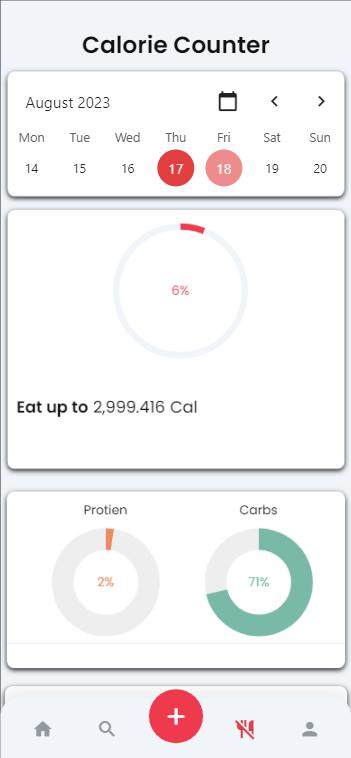 Calorie Counter
August 2023
Mon Tue Wed Thu Fri Sat Sun
14 15 16 17 18 19 20
6%
Eat up to 2,999.416 Cal
Protien Carbs
2% 71%